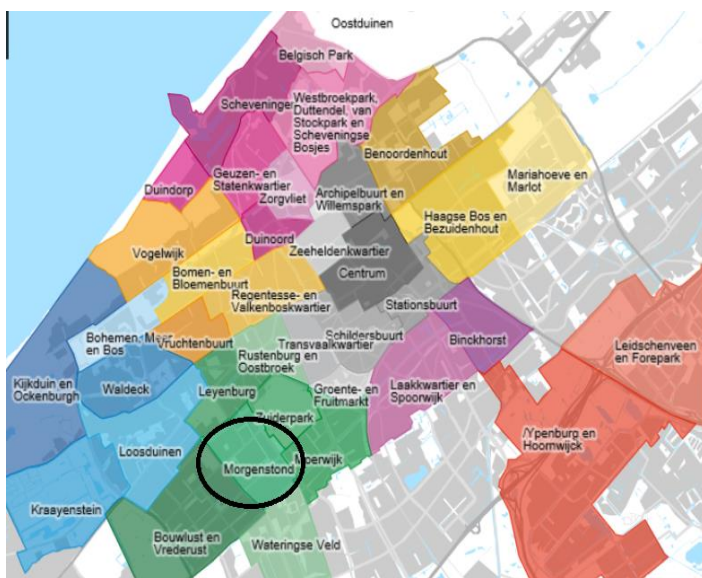 Oostduinen
Belgisch Park
Scheveningen
Westbroekpark,
Duttendel, van
Stockpark en
Scheveningse
Bosjes
Benoordenhout
Geuzen- en
Statenkwartier
Zorgvliet
Mariahoeve en
Marlot
Duindorp
Archipelbuurt en
Willemspark
Haagse Bos en
Bezuidenhout
Duinoord
Vogelwijk
Zeeheldenkwartier
Bomen- en
Bloemenbuurt
Centrum
Regentesse- en
Valkenboskwartier
Stationsbuurt
Bohemen, Meer
en Bos
Vruchtenbuurt
Schildersbuurt
Transvaalkwartier
Binckhorst
Leidschenveen
en Forepark
Rustenburg en
Oostbroek
Kijkduin en
Ockenburgh
Waldeck
Leyenburg
Groente- en
Fruitmarkt
Laakkwartier en
Spoorwijk
Zuiderpark
Ypenburg en
Hoornwijck
Loosduinen
Morgenstond
Moerwijk
Kraayenstein
Bouwlust en
Vrederust
Wateringse Veld